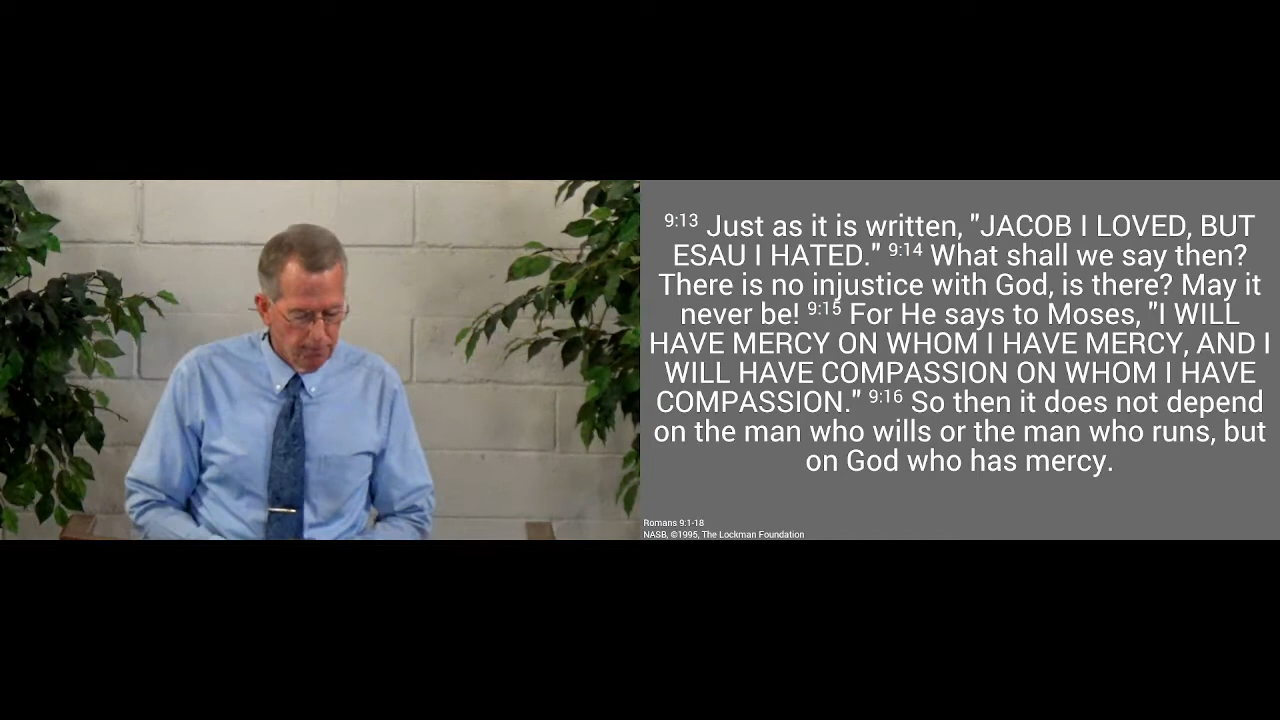 9:13 Just as it is written, "JACOB I LOVED, BUT
ESAU I HATED." 9:14 What shall we say then?
There is no injustice with God, is there? May it
never be! 9:15 For He says to Moses, "I WILL
HAVE MERCY ON WHOM I HAVE MERCY, AND I
WILL HAVE COMPASSION ON WHOM I HAVE
COMPASSION." 9:16 So then it does not depend
on the man who wills or the man who runs, but
on God who has mercy.
Romans 9:1-18
NASB, ©1995, The Lockman Foundation